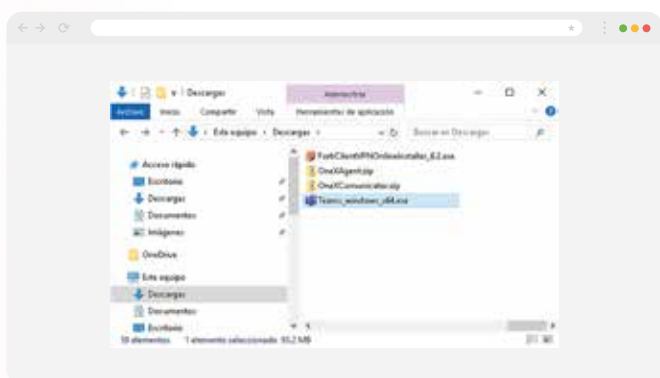 Descargas
Archivo Inicio Compartir Vista Herramientas de aplicación
Este equipo Descargas Buscar en Descargas
Acceso rápido
Escritorio
Descargas
Documentos
Imágenes
OneDrive
Este equipo
Descargas
Documentos
Escritorio
FortiClientVPNOnlineInstaller_6.2.exe
OneXAgent.zip
OneXCommunicator.zip
Teams_windows_x64.exe
elementos 1 elemento seleccionado MB